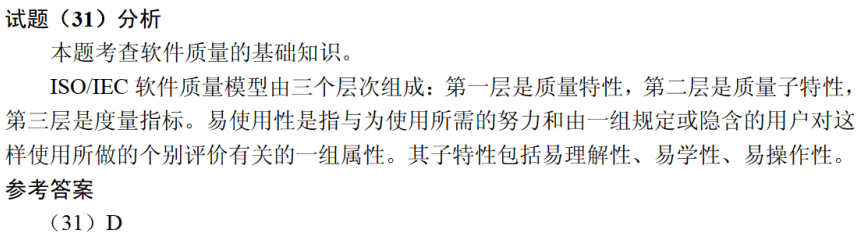 试题（31）分析
本题考查软件质量的基础知识。
ISO/IEC 软件质量模型由三个层次组成：第一层是质量特性，第二层是质量子特性，
第三层是度量指标。易使用性是指与为使用所需的努力和由一组规定或隐含的用户对这
样使用所做的个别评价有关的一组属性。其子特性包括易理解性、易学性、易操作性。
参考答案
（31）D